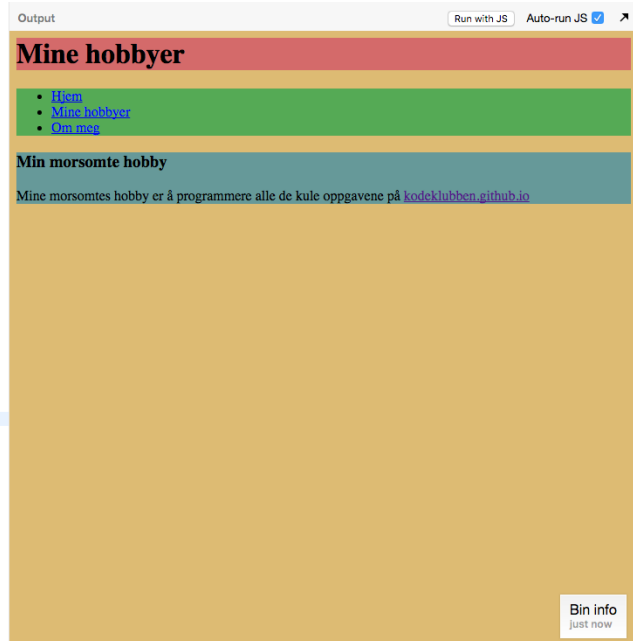 Output Run with JS Auto-run JS
Mine hobbyer
Hjem
Mine hobbyer
Om meg
Min morsomte hobby
Mine morsomtes hobby er å programmere alle de kule oppgavene på kodeklubben.github.io
Bin info
just now